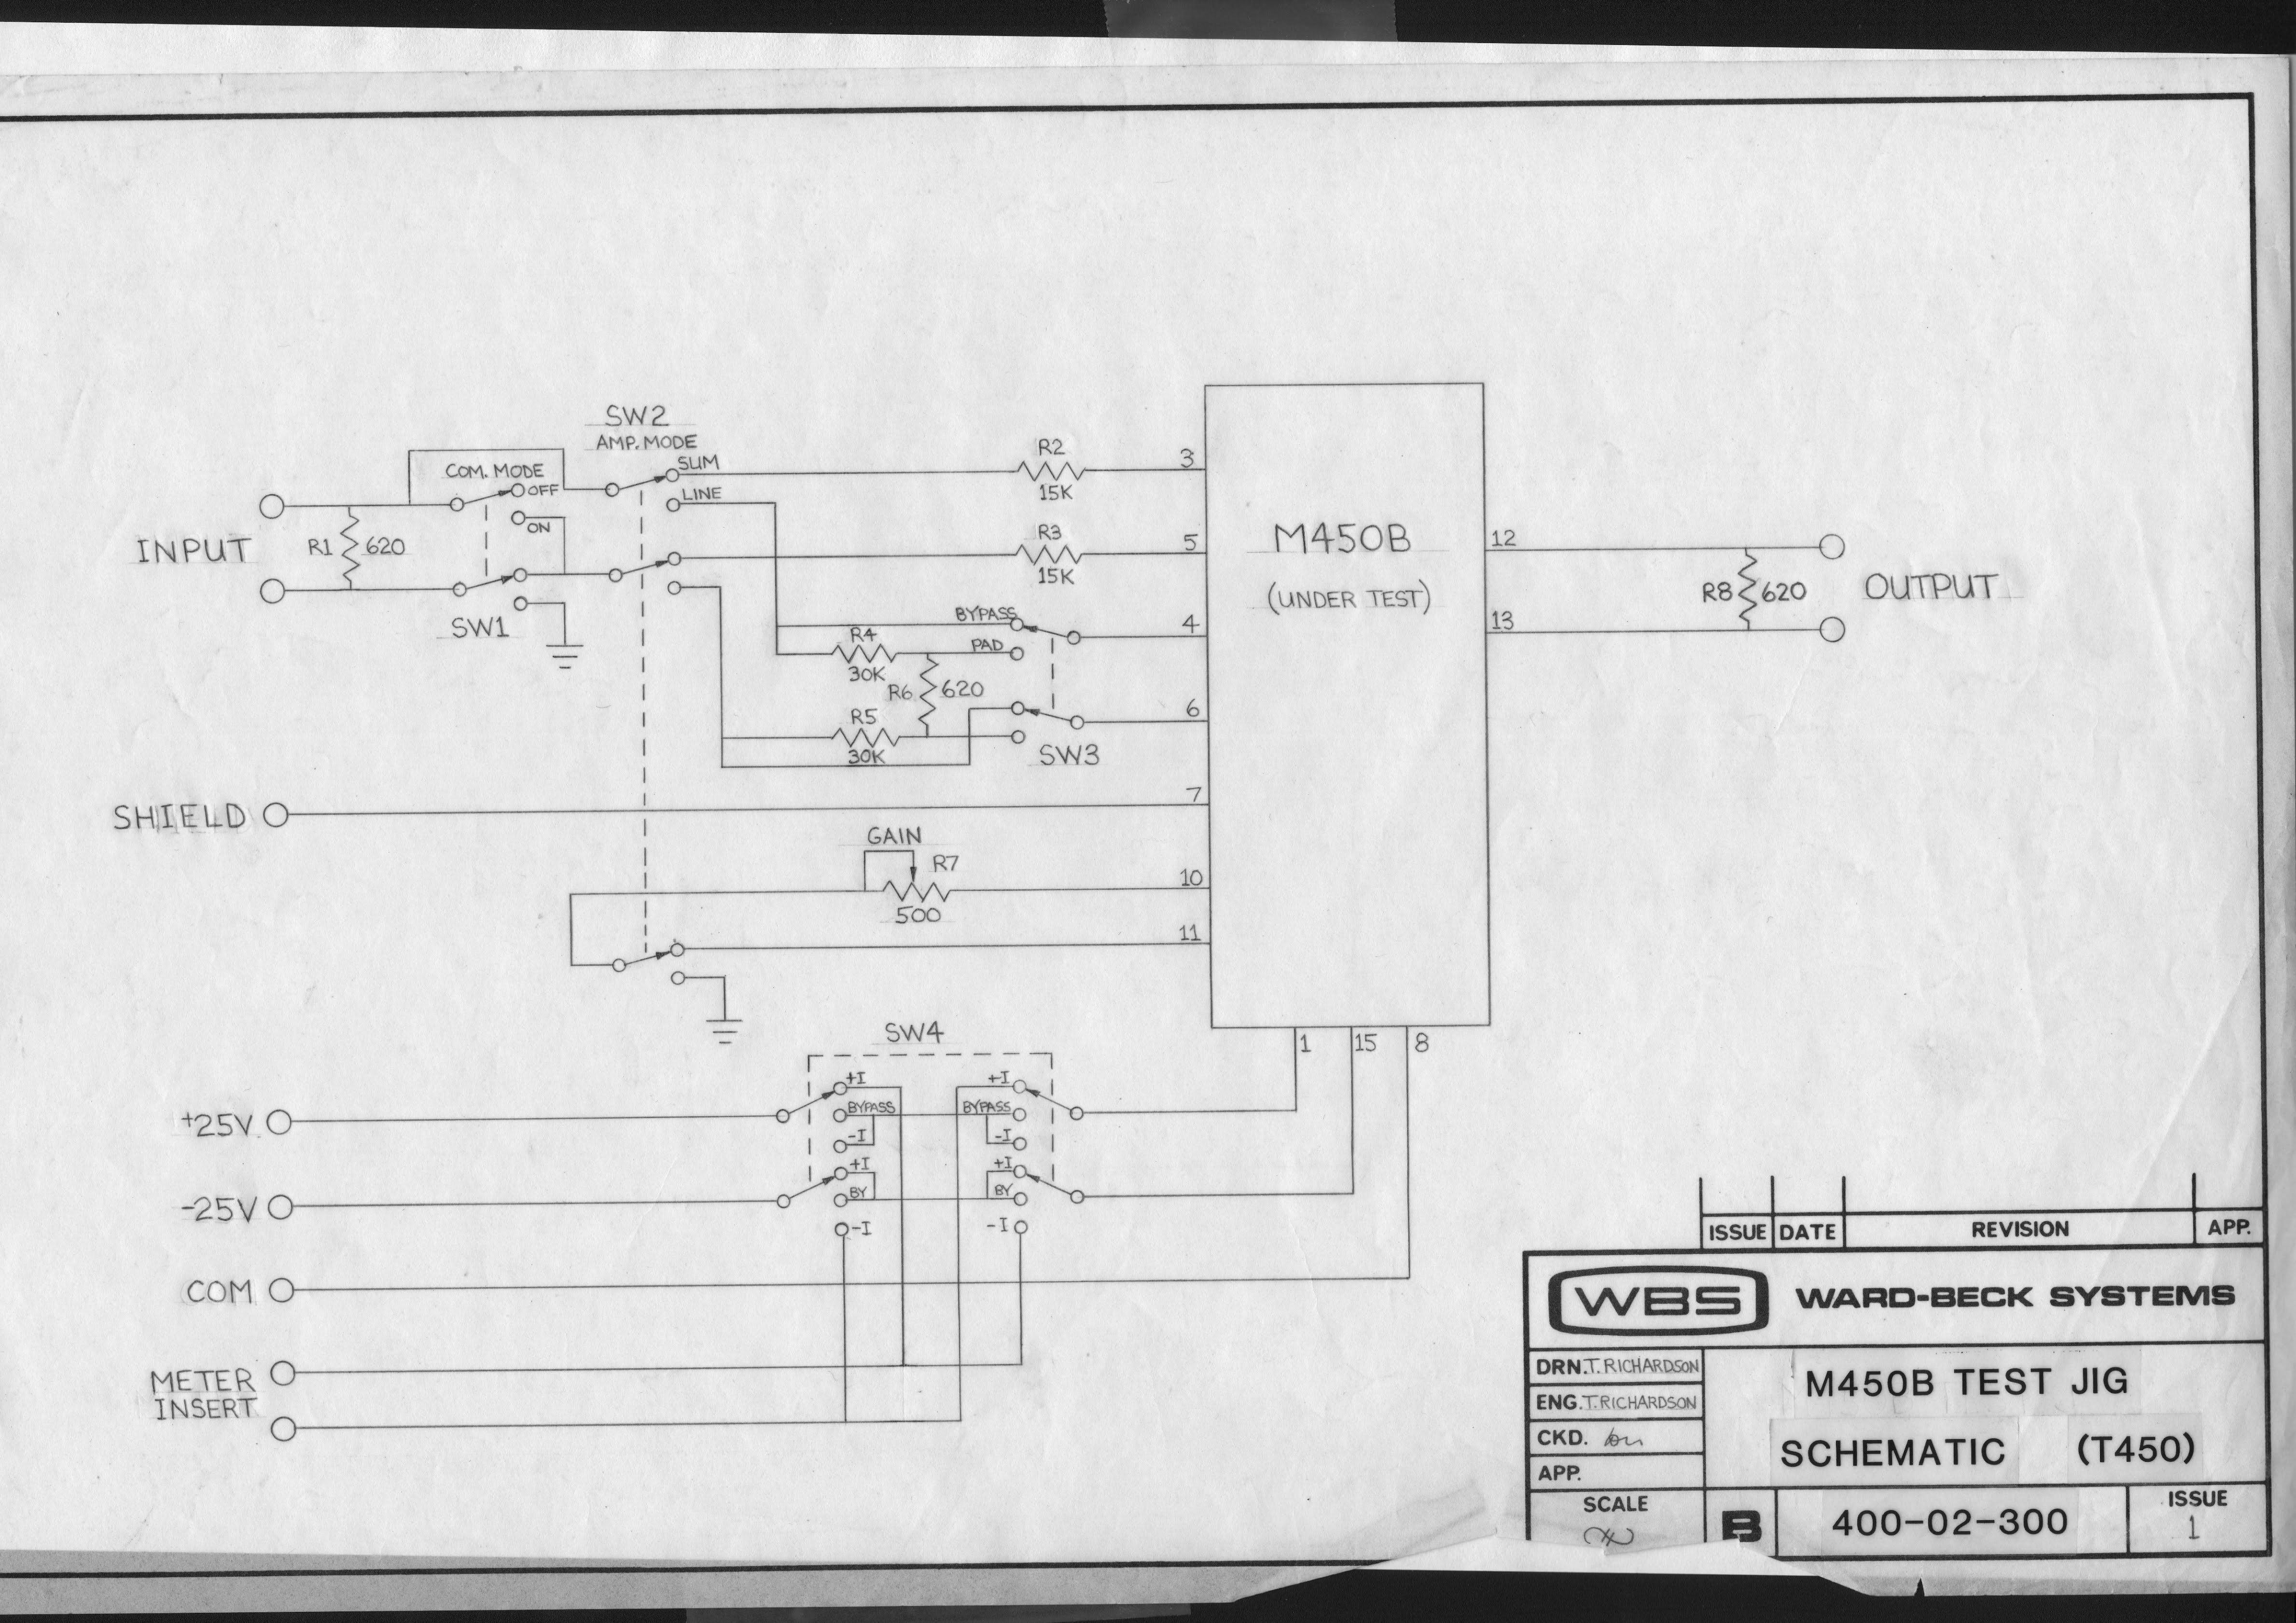 SW2
AMP. MODE
SUM
LINE
COM. MODE
OFF
ON
INPUT
R1
620
SW1
R2
15K
R3
15K
3
5
4
6
7
10
11
M450B
(UNDER TEST)
12
13
R8
620
OUTPUT
BYPASS
PAD
R4
30K
R6
620
R5
30K
SW3
SHIELD
GAIN
R7
500
1
15
8
SW4
+I
BYPASS
-I
+I
BY
-I
+I
BYPASS
-I
+I
BY
-I
+25V
-25V
COM
METER
INSERT
ISSUE DATE REVISION APP.
WBS WARD-BECK SYSTEMS
DRN. T. RICHARDSON
ENG. T. RICHARDSON
CKD.
APP.
SCALE
M450B TEST JIG
SCHEMATIC (T450)
B
400-02-300
ISSUE
1